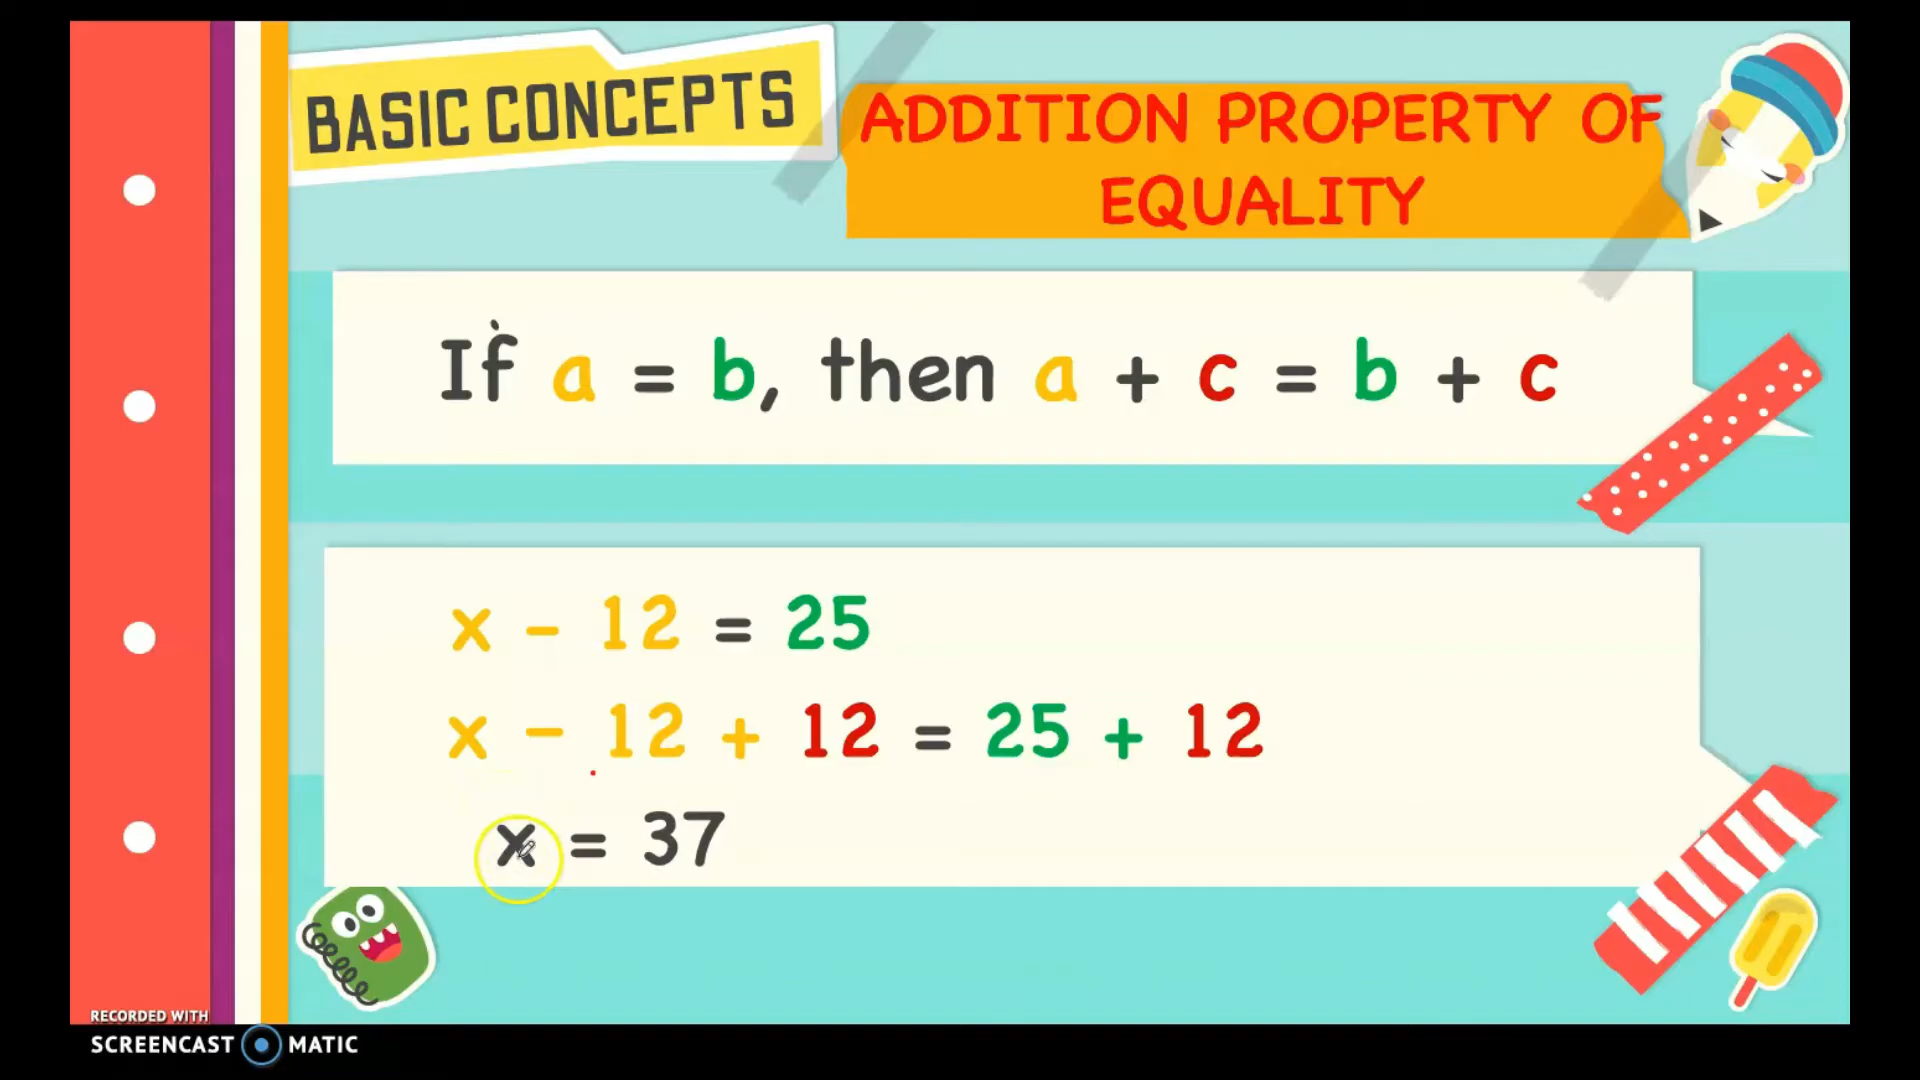 BASIC CONCEPTS
ADDITION PROPERTY OF
EQUALITY
If a = b, then a + c = b + c
x - 12 = 25
x - 12 + 12 = 25 + 12
x = 37
RECORDED WITH
SCREENCAST MATIC